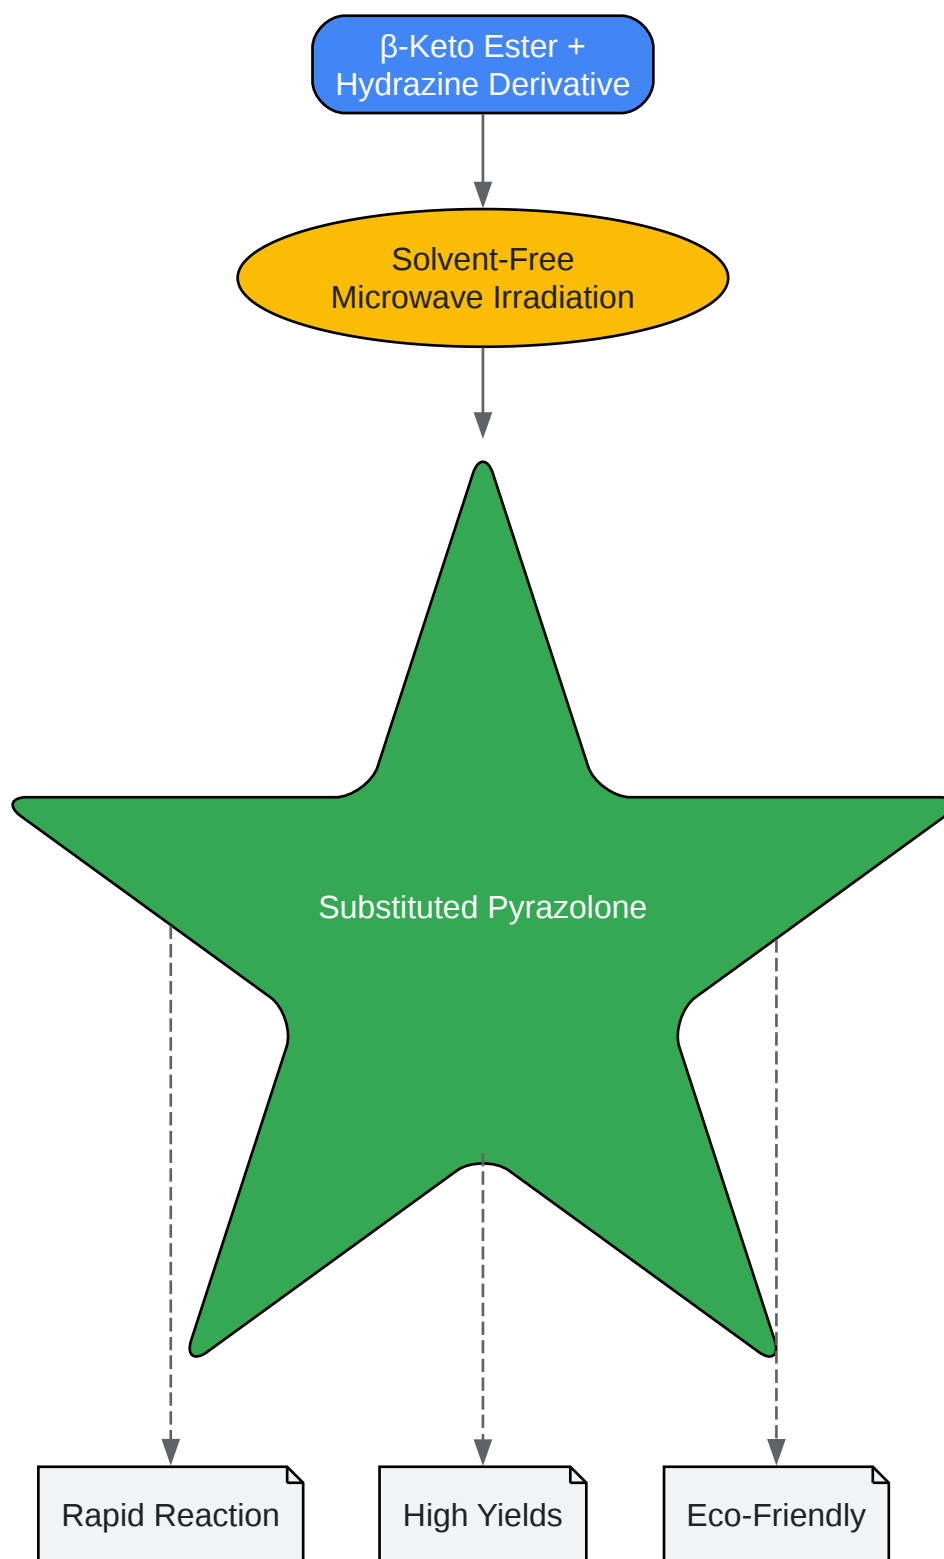 β-Keto Ester +
Hydrazine Derivative
Solvent-Free
Microwave Irradiation
Substituted Pyrazolone
Rapid Reaction
High Yields
Eco-Friendly